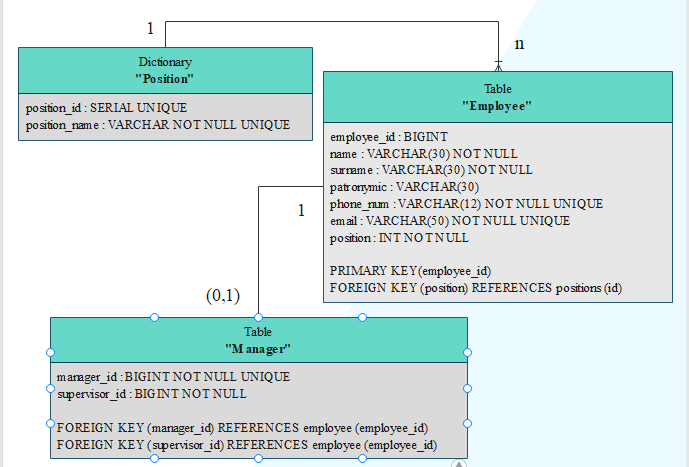 1
n
Dictionary
"Position"
position_id : SERIAL UNIQUE
position_name : VARCHAR NOT NULL UNIQUE
Table
"Employee"
employee_id : BIGINT
name : VARCHAR(30) NOT NULL
surname : VARCHAR(30) NOT NULL
patronymic : VARCHAR(30)
phone_num : VARCHAR(12) NOT NULL UNIQUE
email : VARCHAR(50) NOT NULL UNIQUE
position : INT NOT NULL
PRIMARY KEY(employee_id)
FOREIGN KEY (position) REFERENCES positions (id)
1
(0,1)
Table
"Manager"
manager_id : BIGINT NOT NULL UNIQUE
supervisor_id : BIGINT NOT NULL
FOREIGN KEY (manager_id) REFERENCES employee (employee_id)
FOREIGN KEY (supervisor_id) REFERENCES employee (employee_id)